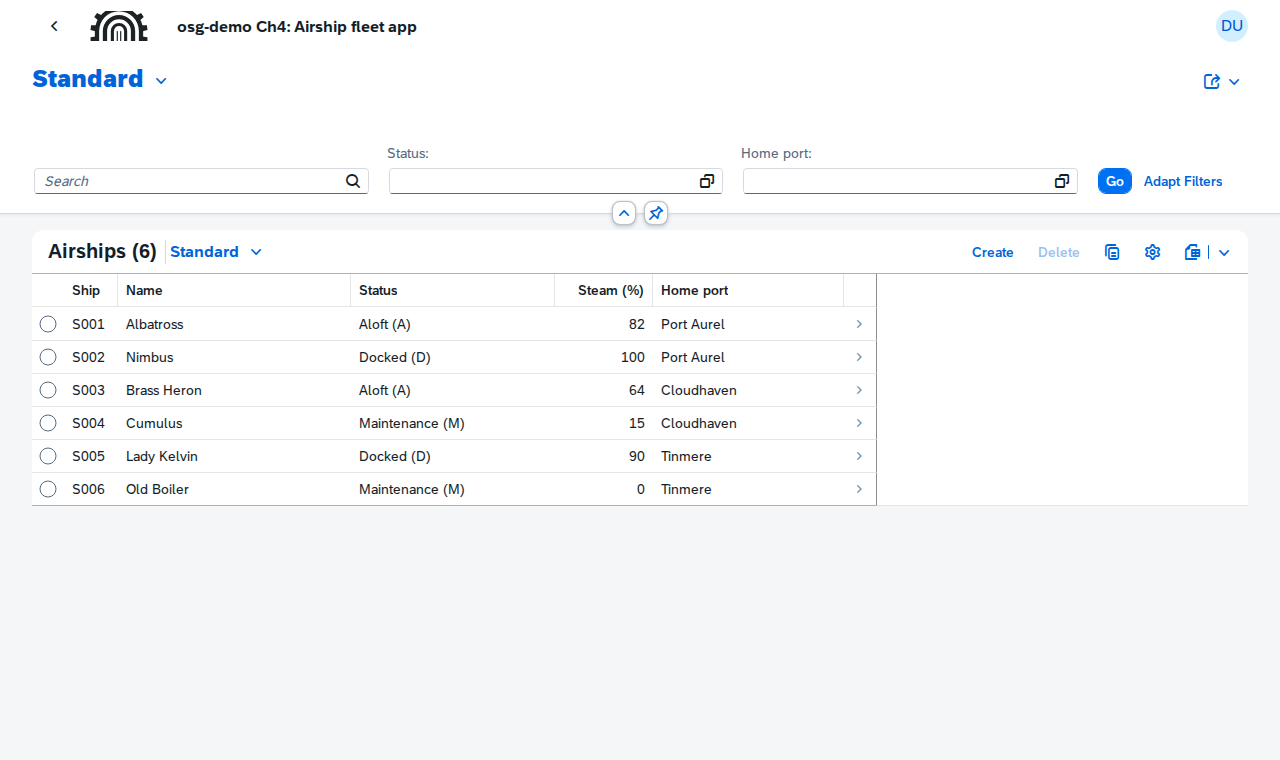 osg-demo Ch4: Airship fleet app
DU
Standard
Status:
Home port:
Search
Go
Adapt Filters
Airships (6)
Standard
Create
Delete
Ship Name Status Steam (%) Home port
S001 Albatross Aloft (A) 82 Port Aurel
S002 Nimbus Docked (D) 100 Port Aurel
S003 Brass Heron Aloft (A) 64 Cloudhaven
S004 Cumulus Maintenance (M) 15 Cloudhaven
S005 Lady Kelvin Docked (D) 90 Tinmere
S006 Old Boiler Maintenance (M) 0 Tinmere